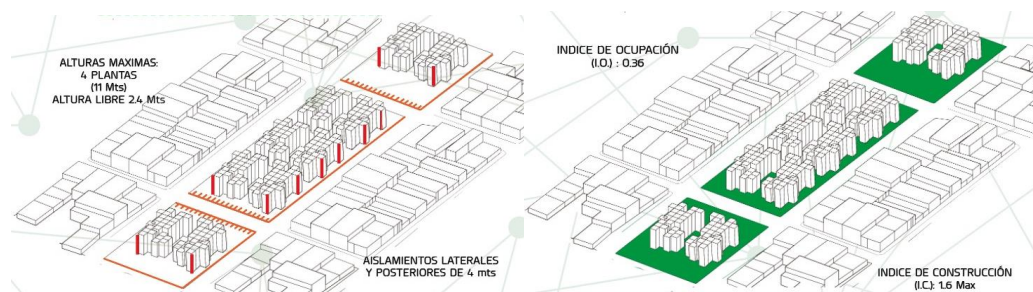 ALTURAS MAXIMAS:
4 PLANTAS
(11 Mts)
ALTURA LIBRE 2.4 Mts
AISLAMIENTOS LATERALES
Y POSTERIORES DE 4 mts
INDICE DE OCUPACIÓN
(I.O.) : 0.36
INDICE DE CONSTRUCCIÓN
(I.C.): 1.6 Max